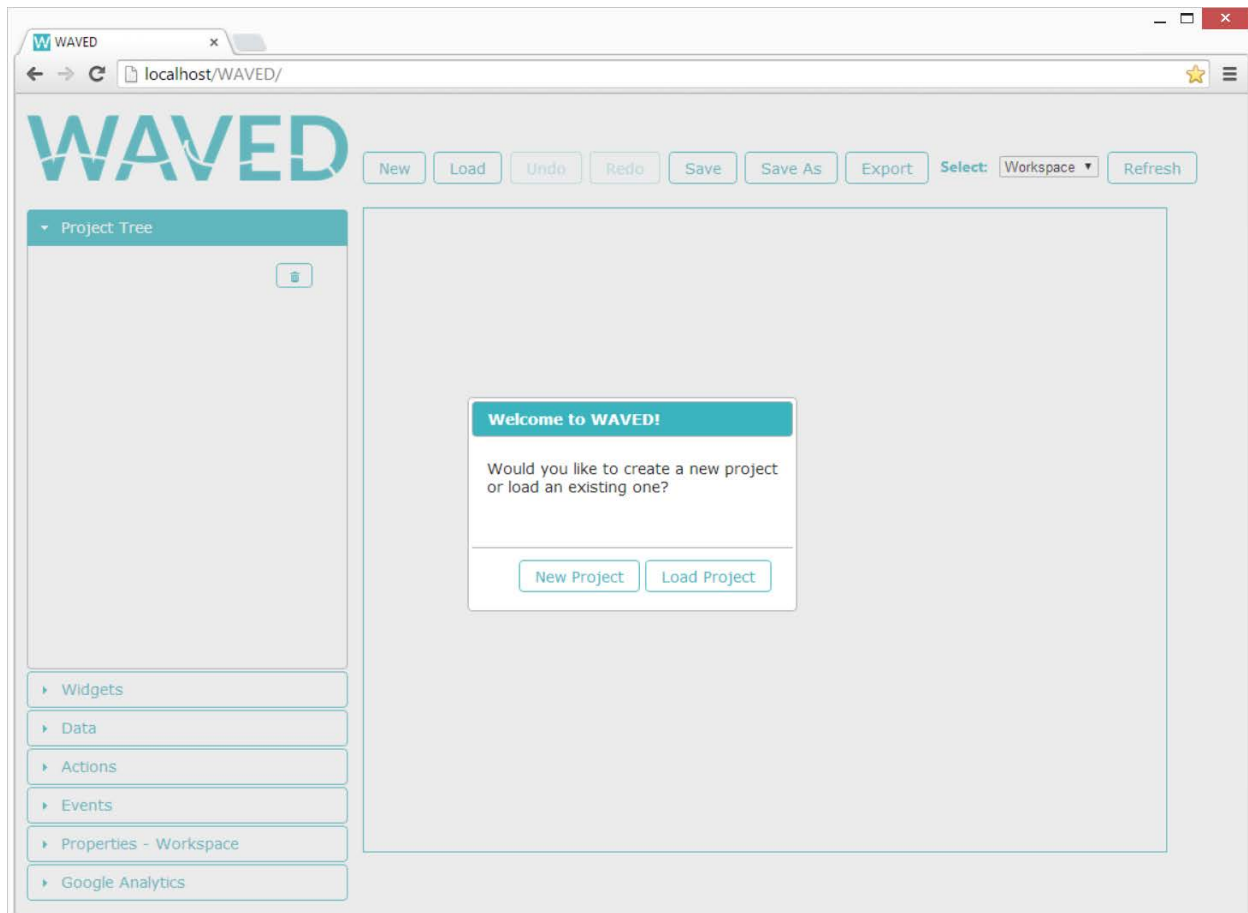 W WAVED
localhost/WAVED/
WAVED
New Load Undo Redo Save Save As Export Select: Workspace Refresh
Project Tree
Welcome to WAVED!
Would you like to create a new project
or load an existing one?
New Project Load Project
Widgets
Data
Actions
Events
Properties - Workspace
Google Analytics